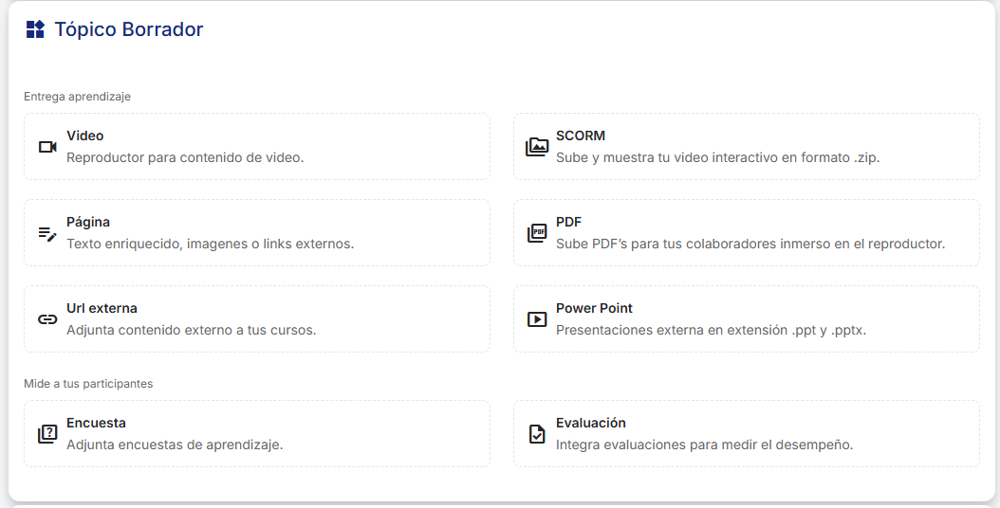 Tópico Borrador
Entrega aprendizaje
Video
Reproductor para contenido de video.
SCORM
Sube y muestra tu video interactivo en formato .zip.
Página
Texto enriquecido, imagenes o links externos.
PDF
PDF
Sube PDF’s para tus colaboradores inmerso en el reproductor.
Url externa
Adjunta contenido externo a tus cursos.
Power Point
Presentaciones externa en extensión .ppt y .pptx.
Mide a tus participantes
?
Encuesta
Adjunta encuestas de aprendizaje.
Evaluación
Integra evaluaciones para medir el desempeño.